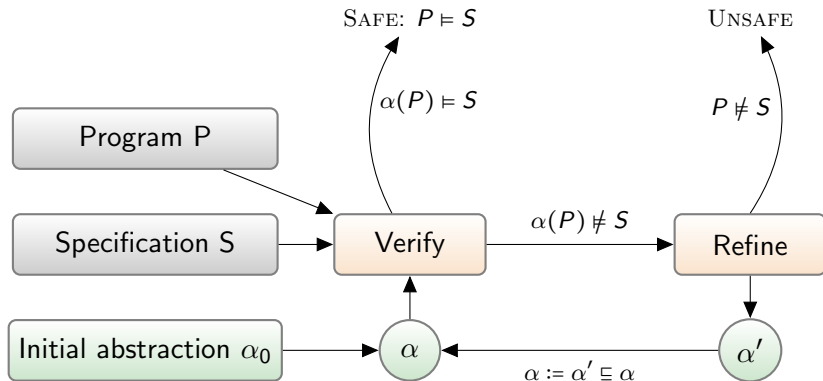 SAFE: P ⊨ S
UNSAFE
α(P) ⊨ S
P ⊭ S
Program P
Specification S
Verify
α(P) ⊭ S
Refine
Initial abstraction α₀
α
α′
α := α′ ⊑ α